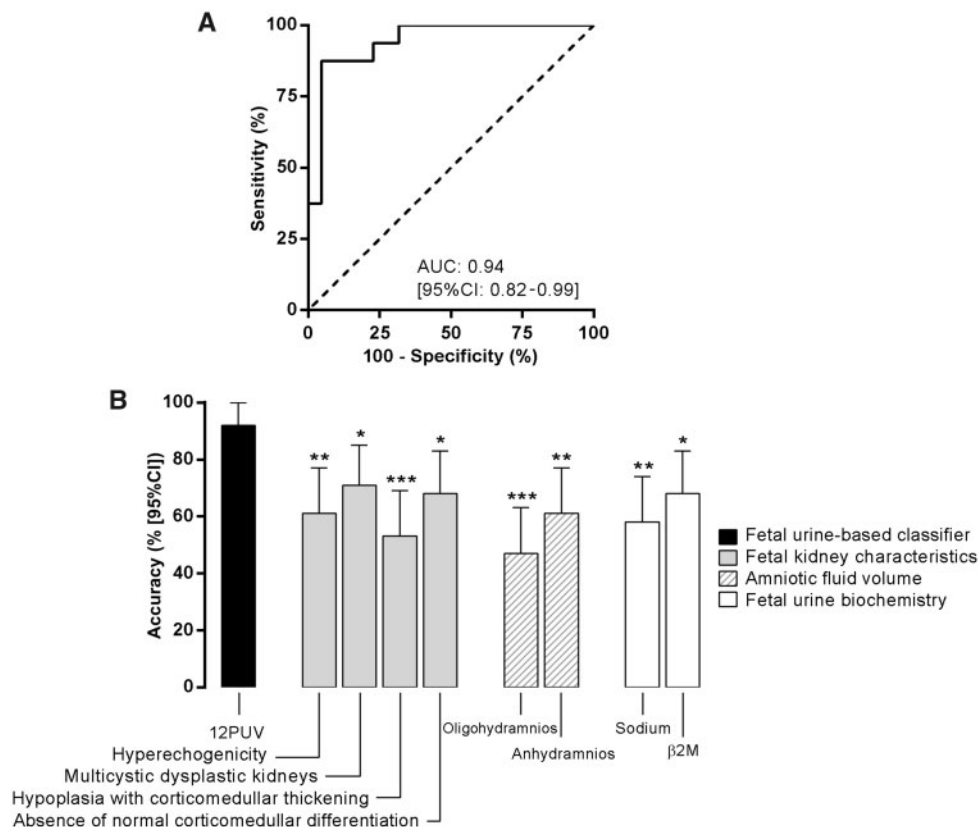 A
100
75
50
25
0
Sensitivity (%)
AUC: 0.94
[95%CI: 0.82-0.99]
0 25 50 75 100
100 - Specificity (%)
B
100
80
60
40
20
0
Accuracy (% [95%CI])
** * *** * *** ** ** *
Fetal urine-based classifier
Fetal kidney characteristics
Amniotic fluid volume
Fetal urine biochemistry
12PUV
Hyperechogenicity
Multicystic dysplastic kidneys
Hypoplasia with corticomedullar thickening
Absence of normal corticomedullar differentiation
Oligohydramnios
Anhydramnios
Sodium
β2M